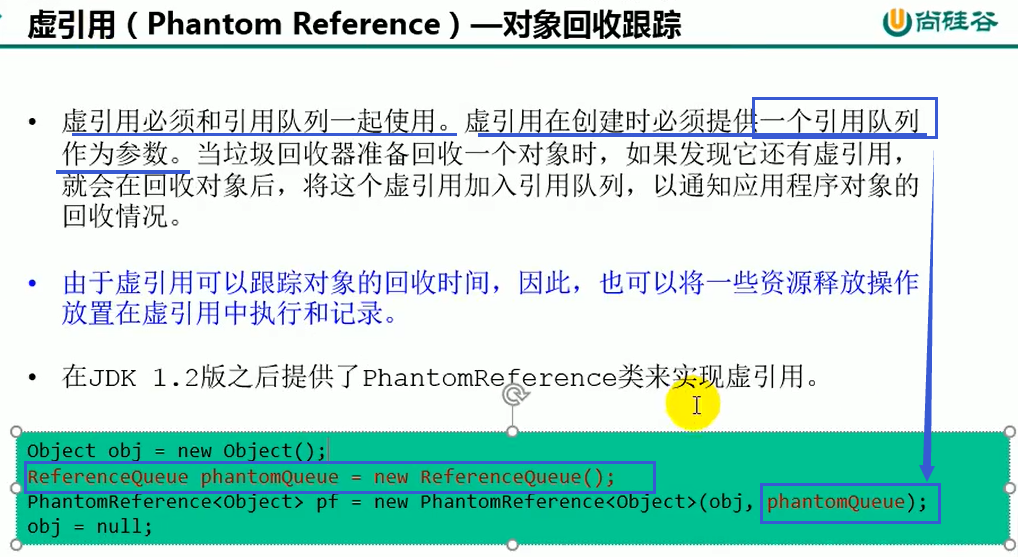 虚引用（Phantom Reference）—对象回收跟踪
尚硅谷
• 虚引用必须和引用队列一起使用。虚引用在创建时必须提供一个引用队列
作为参数。当垃圾回收器准备回收一个对象时，如果发现它还有虚引用，
就会在回收对象后，将这个虚引用加入引用队列，以通知应用程序对象的
回收情况。
• 由于虚引用可以跟踪对象的回收时间，因此，也可以将一些资源释放操作
放置在虚引用中执行和记录。
• 在JDK 1.2版之后提供了PhantomReference类来实现虚引用。
Object obj = new Object();
ReferenceQueue phantomQueue = new ReferenceQueue();
PhantomReference<Object> pf = new PhantomReference<Object>(obj, phantomQueue);
obj = null;